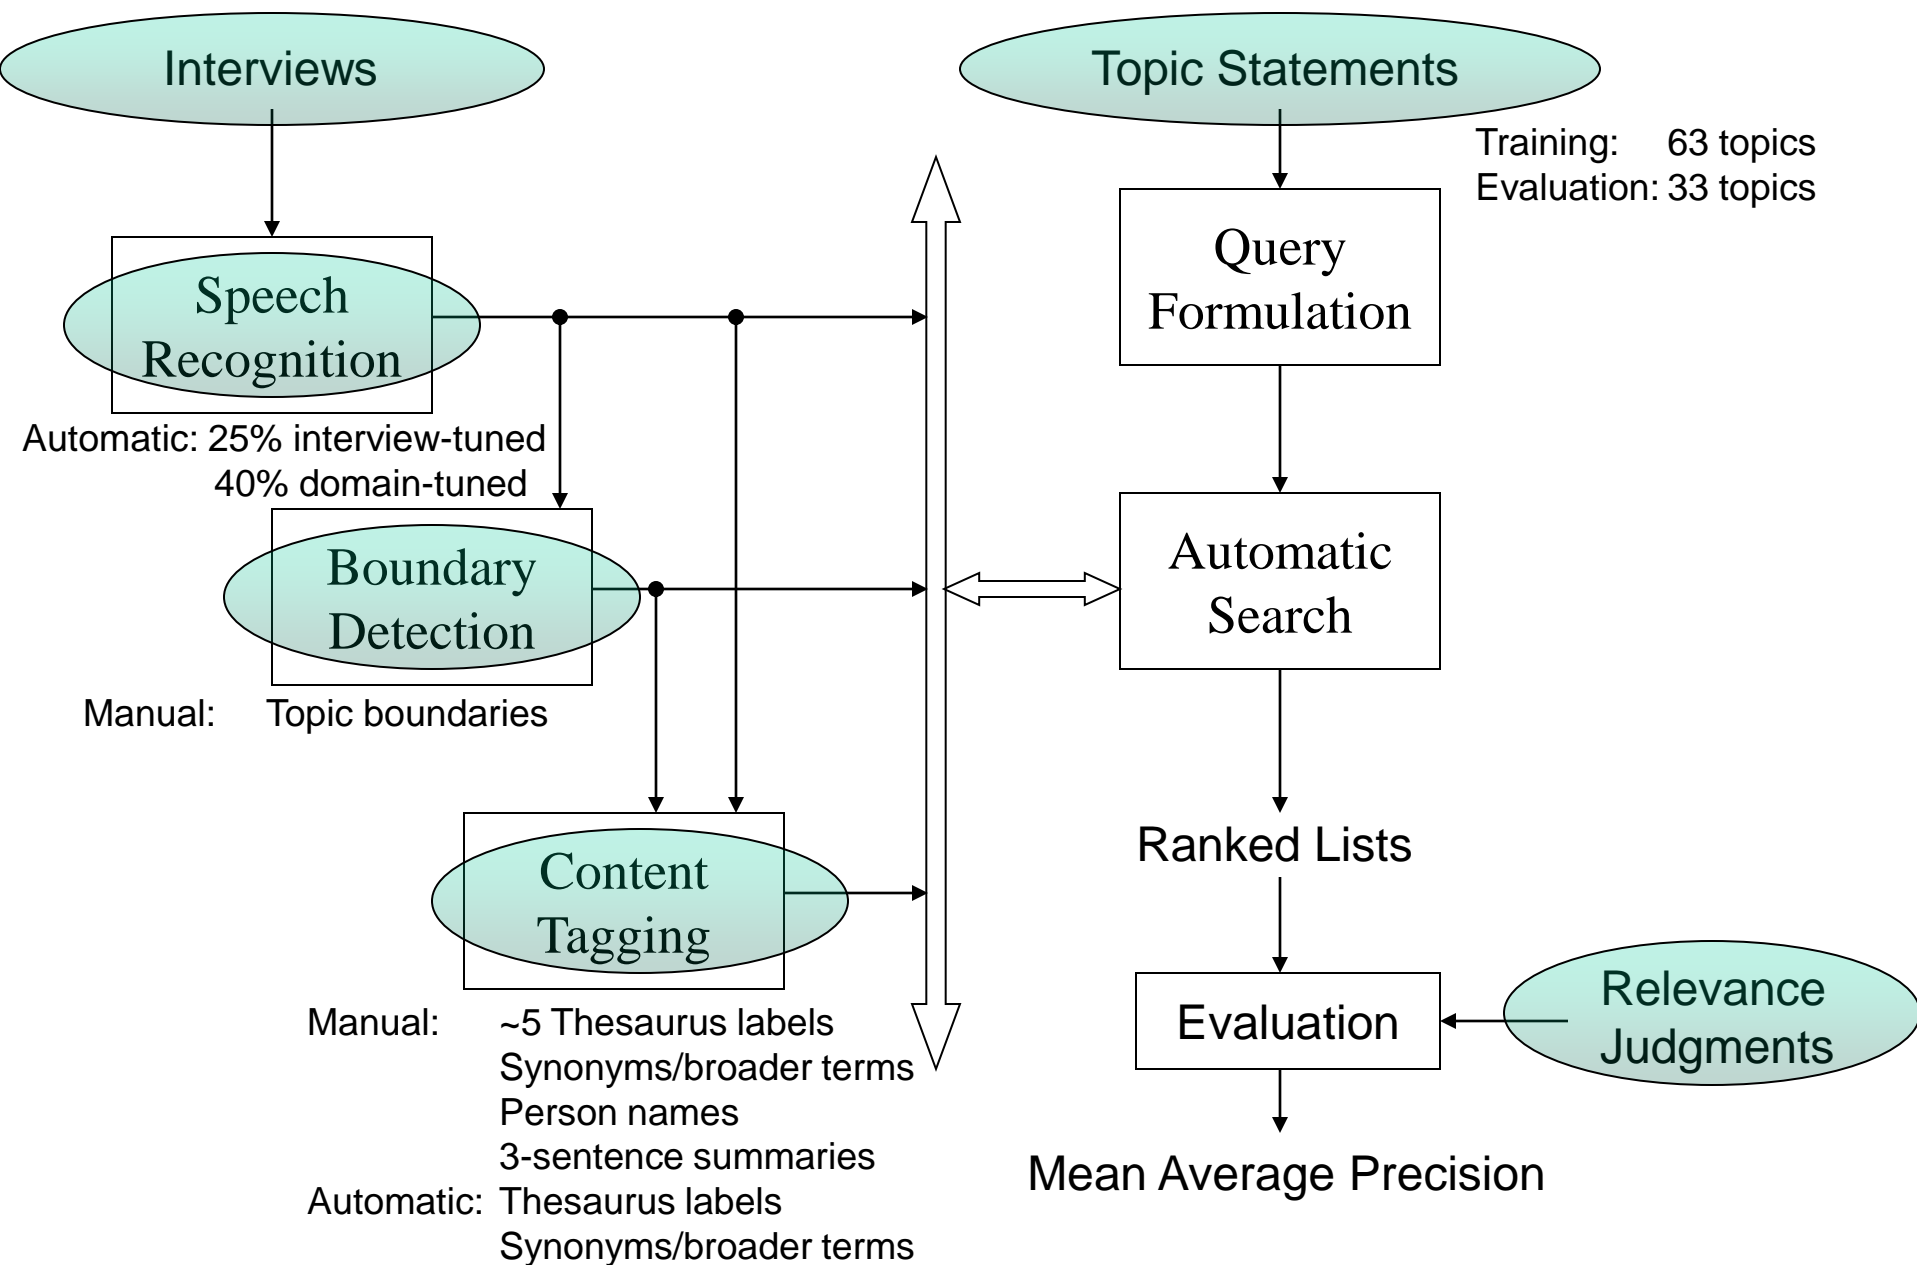 Interviews
Topic Statements
Training: 63 topics
Evaluation: 33 topics
Query
Formulation
Speech
Recognition
Automatic: 25% interview-tuned
40% domain-tuned
Boundary
Detection
Automatic
Search
Manual: Topic boundaries
Ranked Lists
Content
Tagging
Evaluation
Relevance
Judgments
Manual: ~5 Thesaurus labels
Synonyms/broader terms
Person names
3-sentence summaries
Automatic: Thesaurus labels
Synonyms/broader terms
Mean Average Precision